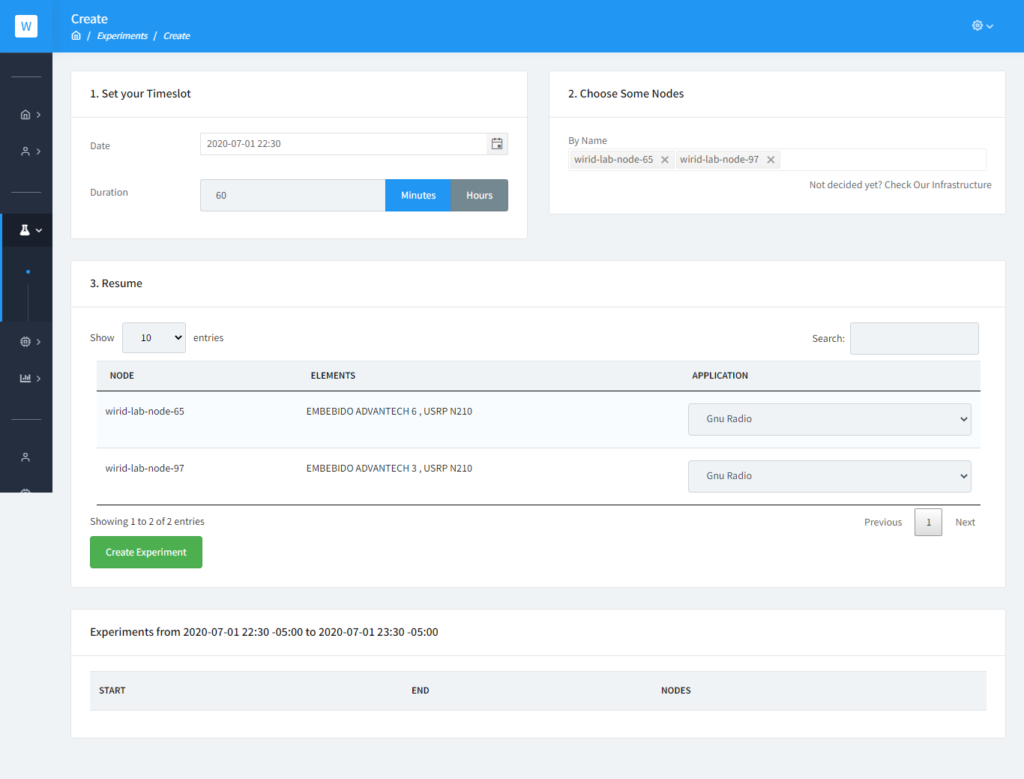 W
Create
/ Experiments / Create
1. Set your Timeslot
Date
2020-07-01 22:30
Duration
60
Minutes
Hours
2. Choose Some Nodes
By Name
wirid-lab-node-65 × wirid-lab-node-97 ×
Not decided yet? Check Our Infrastructure
3. Resume
Show 10 entries
Search:
NODE ELEMENTS APPLICATION
wirid-lab-node-65 EMBEBIDO ADVANTECH 6 , USRP N210 Gnu Radio
wirid-lab-node-97 EMBEBIDO ADVANTECH 3 , USRP N210 Gnu Radio
Showing 1 to 2 of 2 entries
Previous 1 Next
Create Experiment
Experiments from 2020-07-01 22:30 -05:00 to 2020-07-01 23:30 -05:00
START END NODES